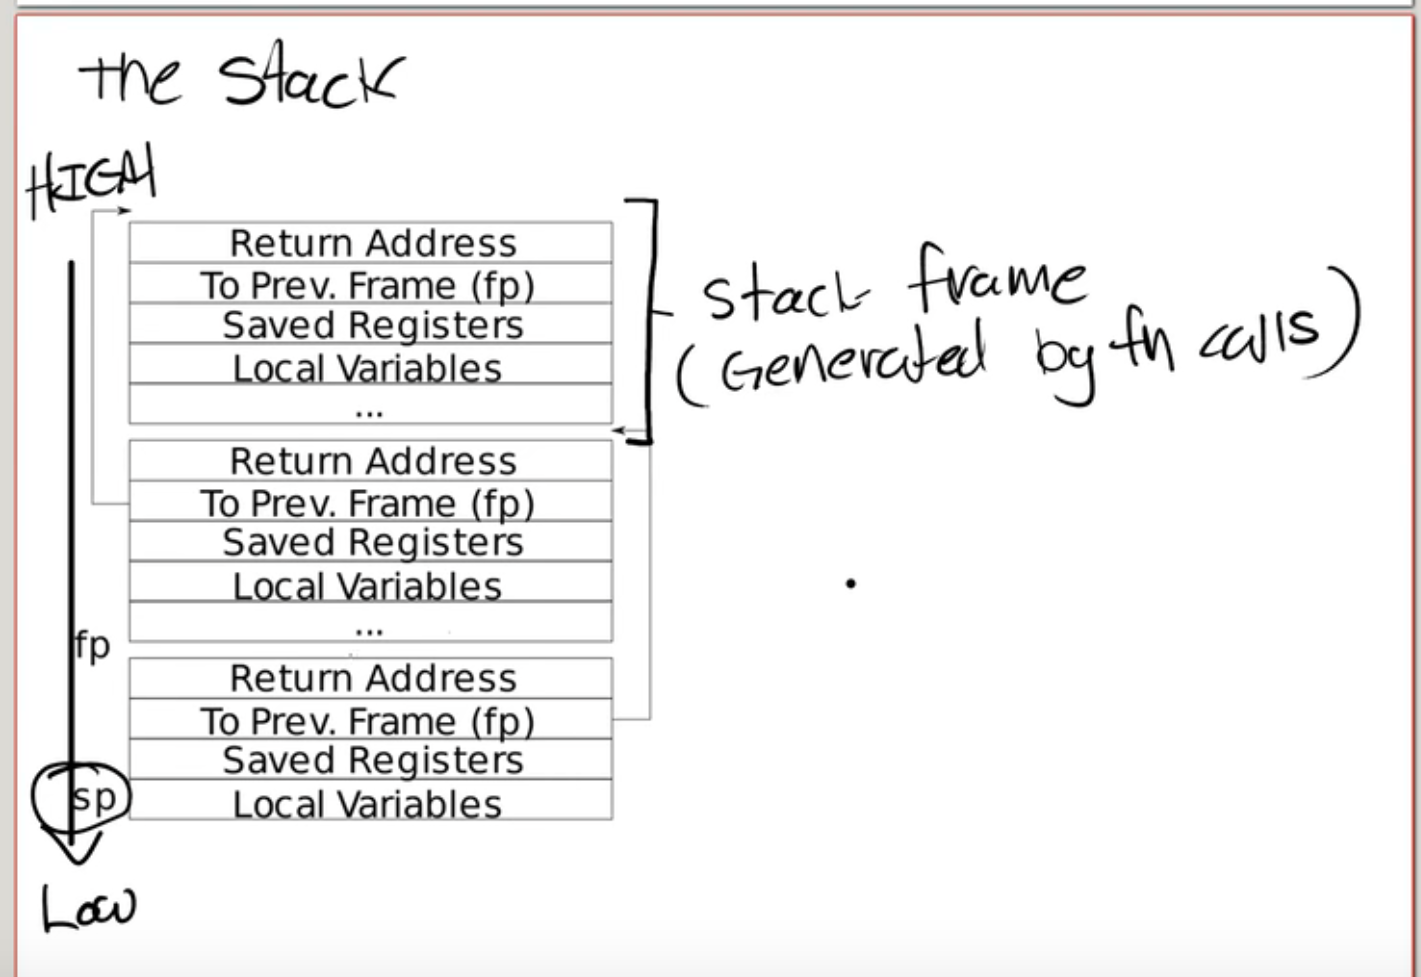 the Stack
HIGH
Return Address
To Prev. Frame (fp)
Saved Registers
Local Variables
...
Stack frame
(Generated by fn calls)
Return Address
To Prev. Frame (fp)
Saved Registers
Local Variables
...
fp
Return Address
To Prev. Frame (fp)
Saved Registers
sp
Local Variables
Low